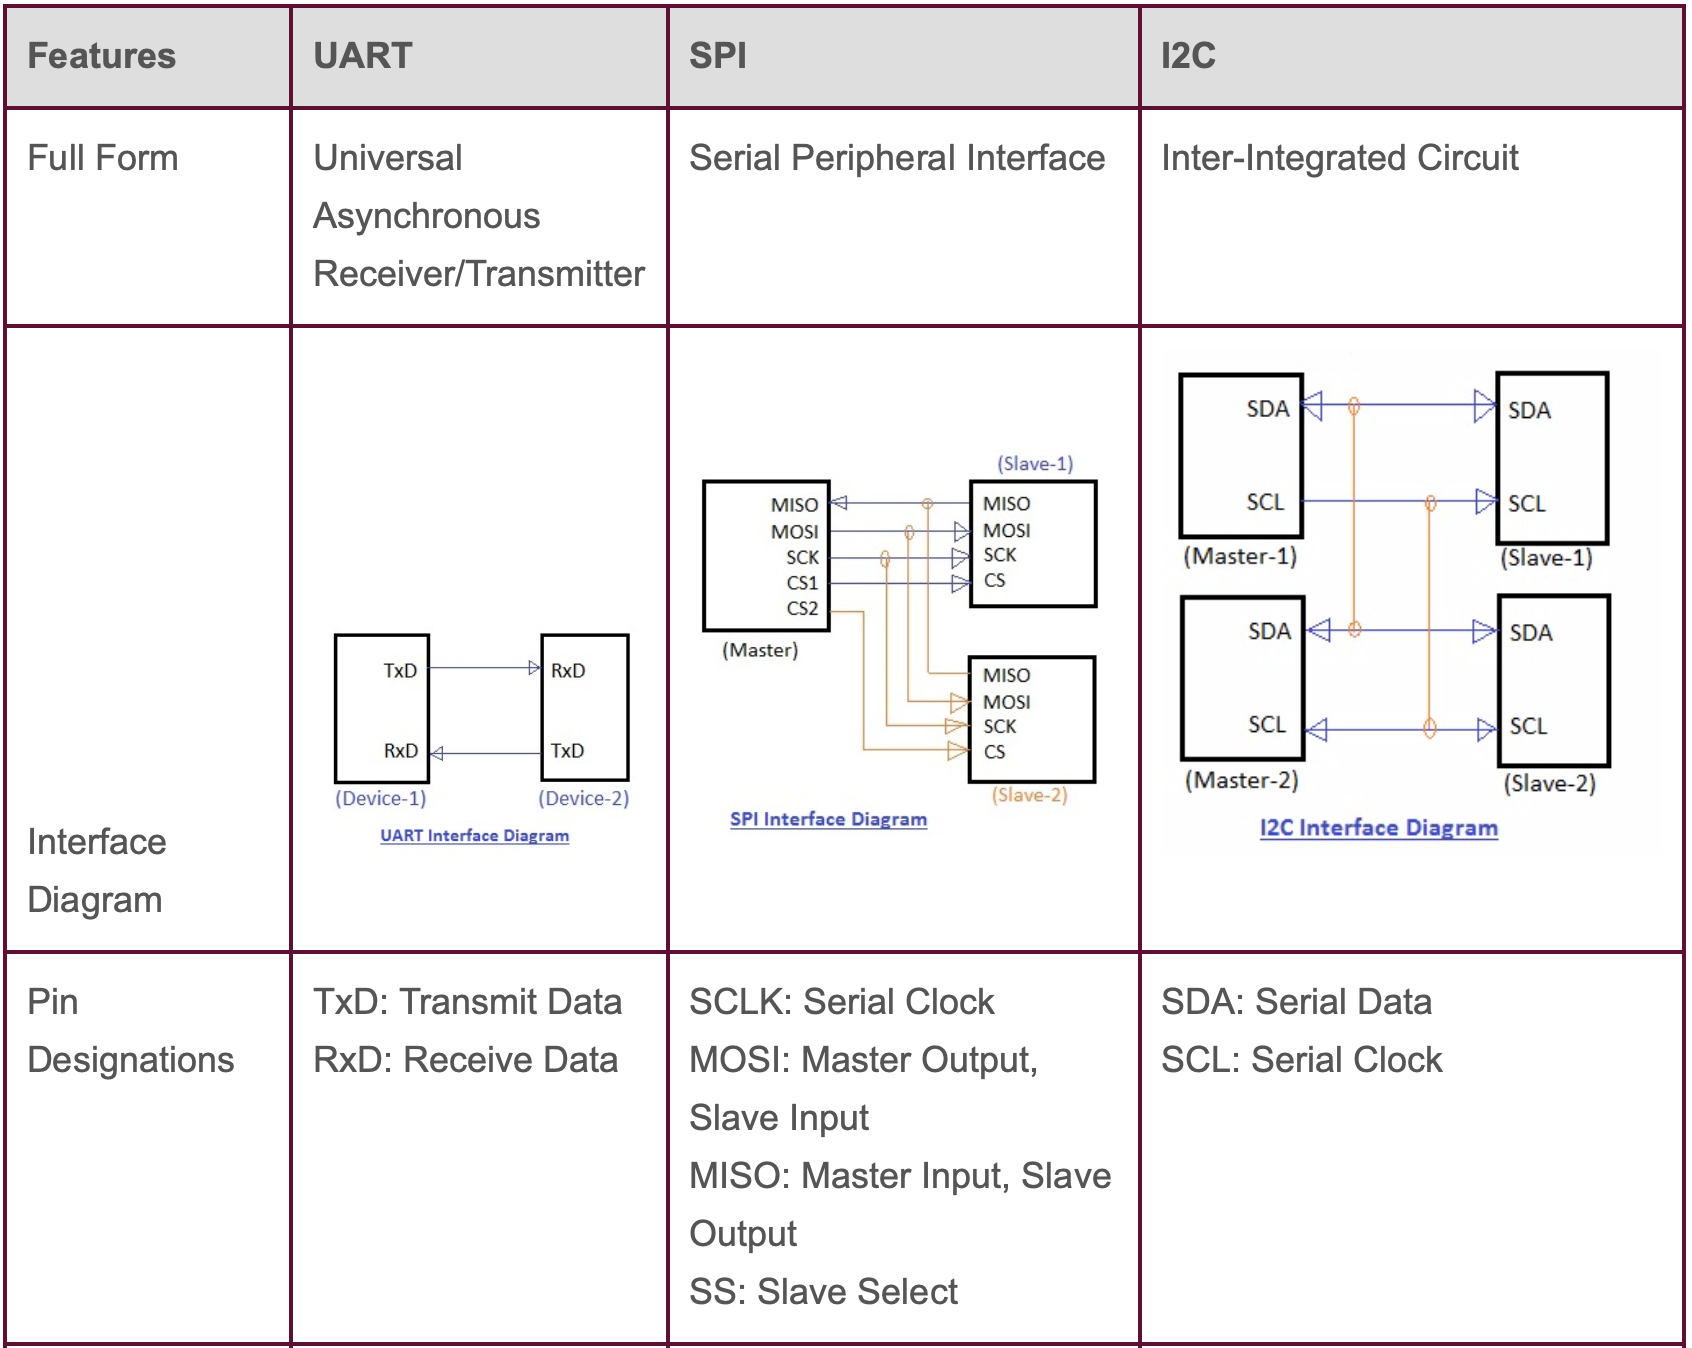 Features
UART
SPI
I2C
Full Form
Universal
Asynchronous
Receiver/Transmitter
Serial Peripheral Interface
Inter-Integrated Circuit
Interface
Diagram
TxD
RxD
RxD
TxD
(Device-1)
(Device-2)
UART Interface Diagram
(Slave-1)
MISO
MOSI
SCK
CS1
CS2
(Master)
MISO
MOSI
SCK
CS
MISO
MOSI
SCK
CS
(Slave-2)
SPI Interface Diagram
SDA
SCL
(Master-1)
SDA
SCL
(Slave-1)
SDA
SCL
(Master-2)
SDA
SCL
(Slave-2)
I2C Interface Diagram
Pin
Designations
TxD: Transmit Data
RxD: Receive Data
SCLK: Serial Clock
MOSI: Master Output,
Slave Input
MISO: Master Input, Slave
Output
SS: Slave Select
SDA: Serial Data
SCL: Serial Clock